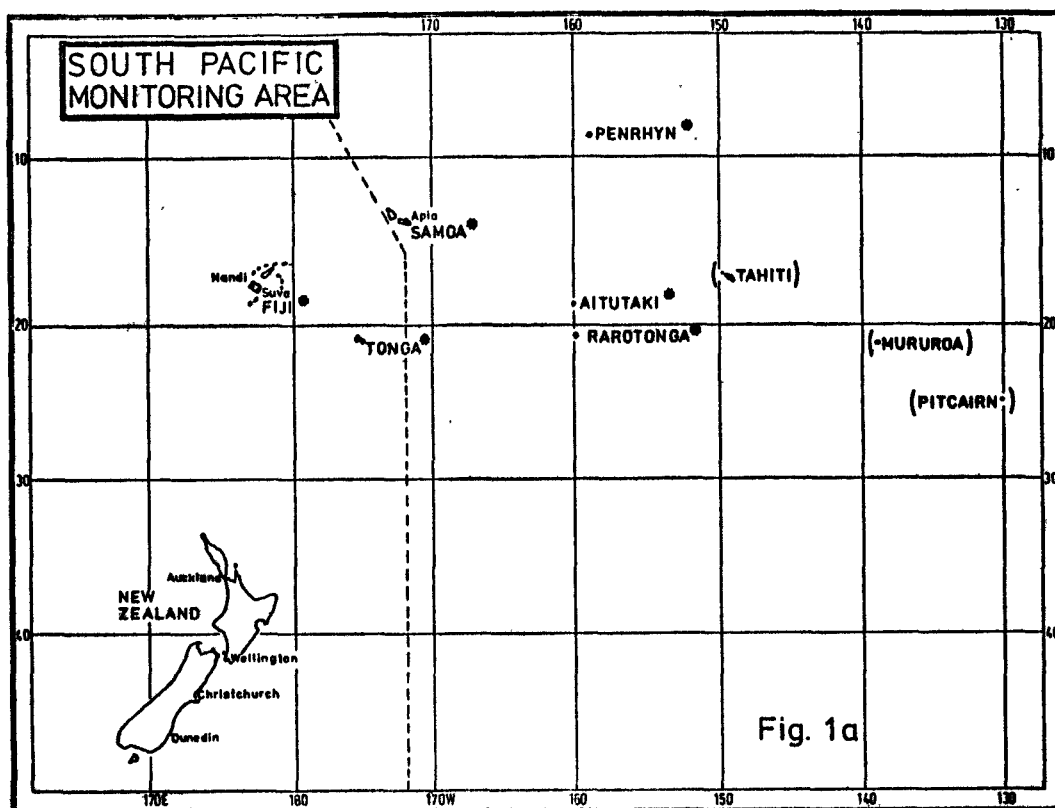 170 160 150 140 130
SOUTH PACIFIC
MONITORING AREA
PENRHYN *
10 10
Apia
SAMOA *
Nandi
Suva
FIJI *
(TAHITI)
AITUTAKI *
20 20
TONGA *
RAROTONGA *
(MURUROA)
(PITCAIRN)
30 30
Auckland
NEW
ZEALAND
40 40
Wellington
Christchurch
Dunedin
Fig. 1a
170E 180 170W 160 150 140 130